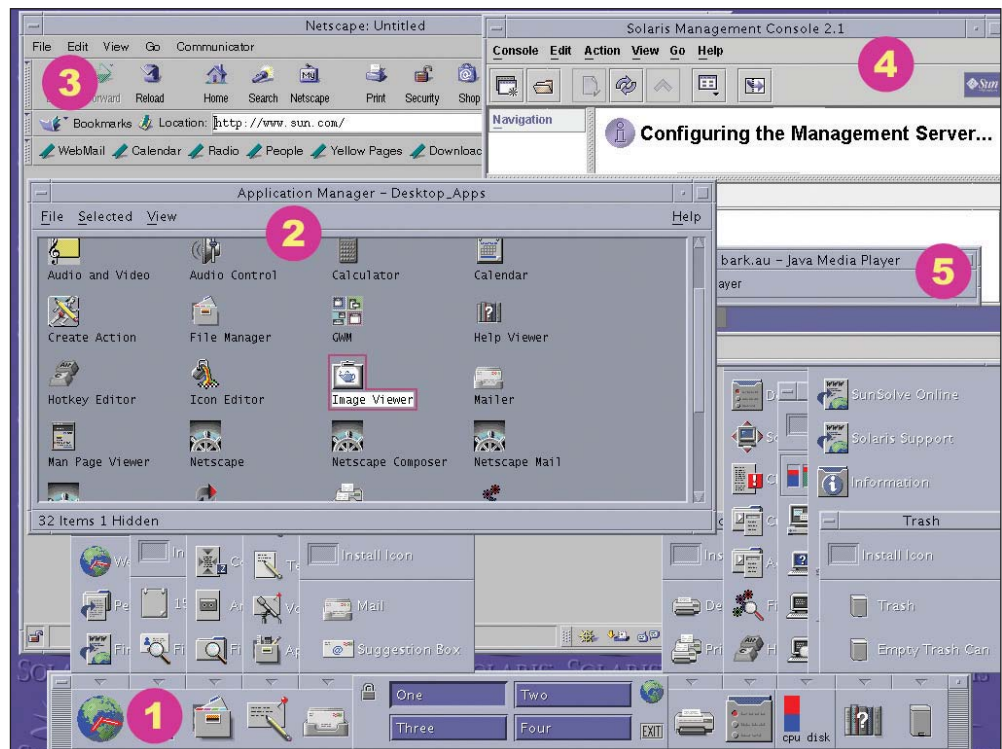 Netscape: Untitled
File Edit View Go Communicator
3
Forward Reload Home Search Netscape Print Security Shop
Bookmarks Location: http://www.sun.com/
WebMail Calendar Radio People Yellow Pages Downloac
Solaris Management Console 2.1
Console Edit Action View Go Help
4
Sun
Navigation
Configuring the Management Server...
Application Manager - Desktop_Apps
File Selected View Help
2
Audio and Video Audio Control Calculator Calendar
Create Action File Manager GWM Help Viewer
Hotkey Editor Icon Editor Image Viewer Mailer
Man Page Viewer Netscape Netscape Composer Netscape Mail
32 Items 1 Hidden
bark.au - Java Media Player
ayer
5
SunSolve Online
Solaris Support
Information
Trash
Install Icon
Trash
Empty Trash Can
Install Icon
Mail
Suggestion Box
SOLARIS SOLARIS
1
One Two
Three Four
EXIT
cpu disk